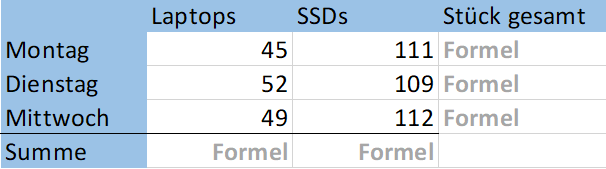 Laptops SSDs Stück gesamt
Montag 45 111 Formel
Dienstag 52 109 Formel
Mittwoch 49 112 Formel
Summe Formel Formel